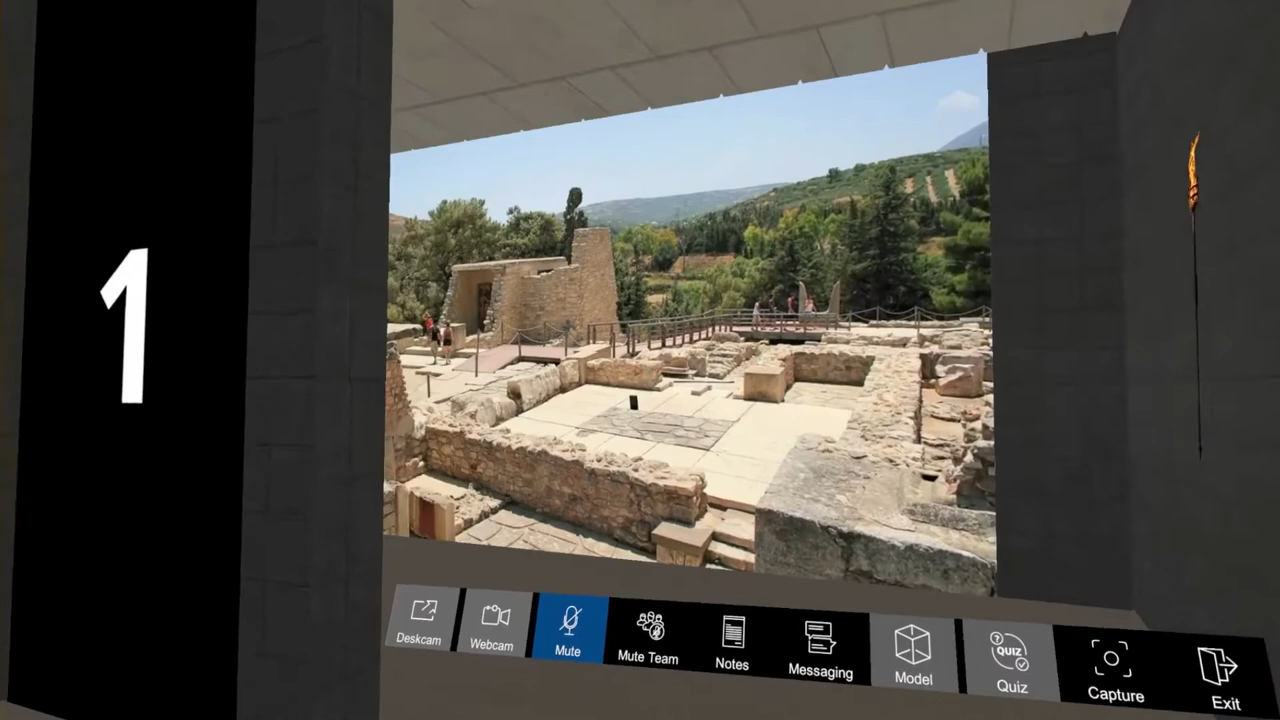 1
Deskcam
Webcam
Mute
Mute Team
Notes
Messaging
Model
QUIZ
Quiz
Capture
Exit